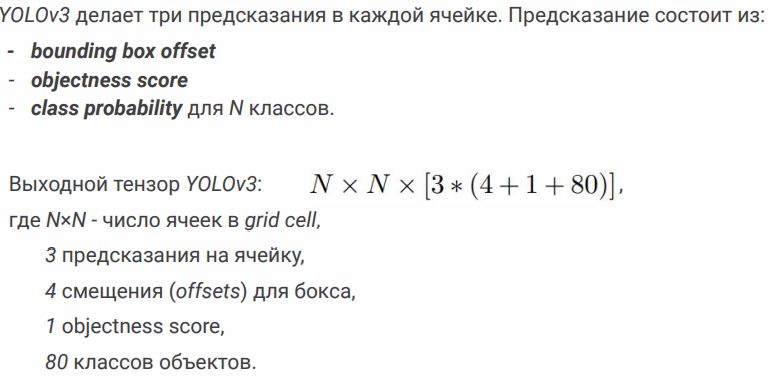 YOLOv3 делает три предсказания в каждой ячейке. Предсказание состоит из:
- bounding box offset
- objectness score
- class probability для N классов.
Выходной тензор YOLOv3: N × N × [3 ∗ (4 + 1 + 80)],
где N×N - число ячеек в grid cell,
3 предсказания на ячейку,
4 смещения (offsets) для бокса,
1 objectness score,
80 классов объектов.